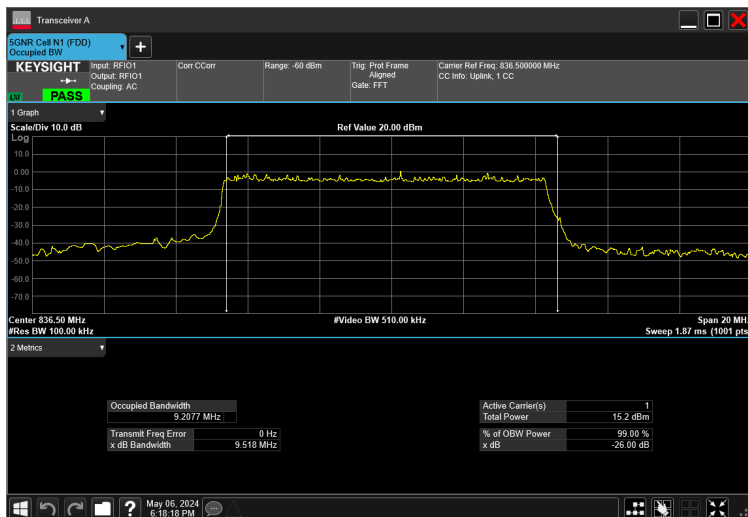 Transceiver A
5GNR Cell N1 (FDD)
Occupied BW
KEYSIGHT
LXI
PASS
Input: RFIO1
Output: RFIO1
Coupling: AC
Corr CCorr
Range: -60 dBm
Trig: Prot Frame
Aligned
Gate: FFT
Carrier Ref Freq: 836.500000 MHz
CC Info: Uplink, 1 CC
1 Graph
Scale/Div 10.0 dB
Ref Value 20.00 dBm
Log
10.0
0.00
-10.0
-20.0
-30.0
-40.0
-50.0
-60.0
-70.0
Center 836.50 MHz
#Video BW 510.00 kHz
Span 20 MH
#Res BW 100.00 kHz
Sweep 1.87 ms (1001 pts
2 Metrics
Occupied Bandwidth
9.2077 MHz
Transmit Freq Error 0 Hz
x dB Bandwidth 9.518 MHz
Active Carrier(s) 1
Total Power 15.2 dBm
% of OBW Power 99.00 %
x dB -26.00 dB
?
May 06, 2024
6:18:18 PM